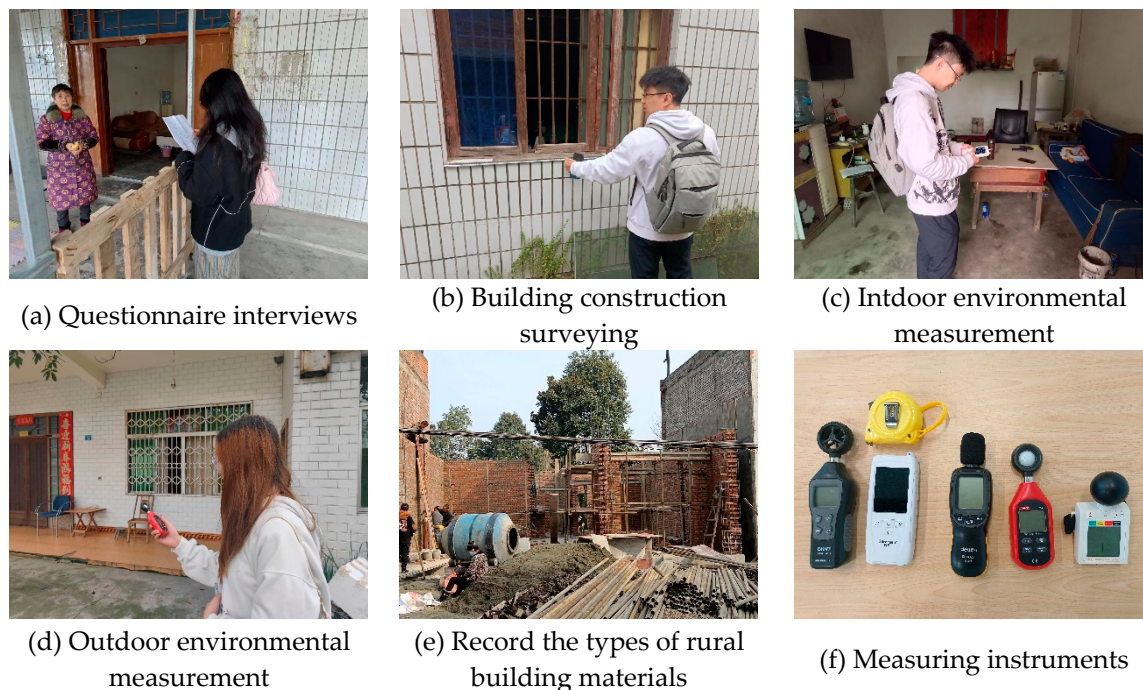 (a) Questionnaire interviews
(b) Building construction
surveying
(c) Intdoor environmental
measurement
(d) Outdoor environmental
measurement
(e) Record the types of rural
building materials
(f) Measuring instruments